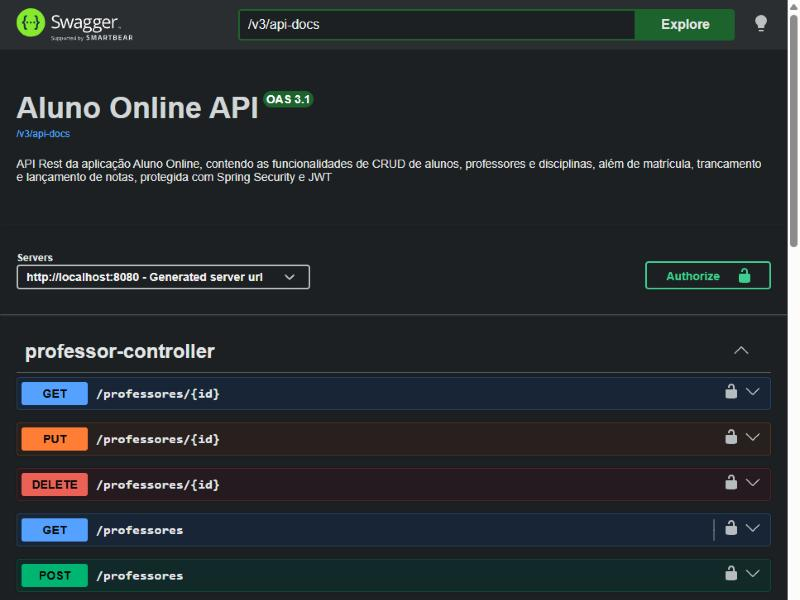 Swagger
Supported by SMARTBEAR
/v3/api-docs
Explore
Aluno Online API
OAS 3.1
/v3/api-docs
API Rest da aplicação Aluno Online, contendo as funcionalidades de CRUD de alunos, professores e disciplinas, além de matrícula, trancamento
e lançamento de notas, protegida com Spring Security e JWT
Servers
http://localhost:8080 - Generated server url
Authorize
professor-controller
GET /professores/{id}
PUT /professores/{id}
DELETE /professores/{id}
GET /professores
POST /professores